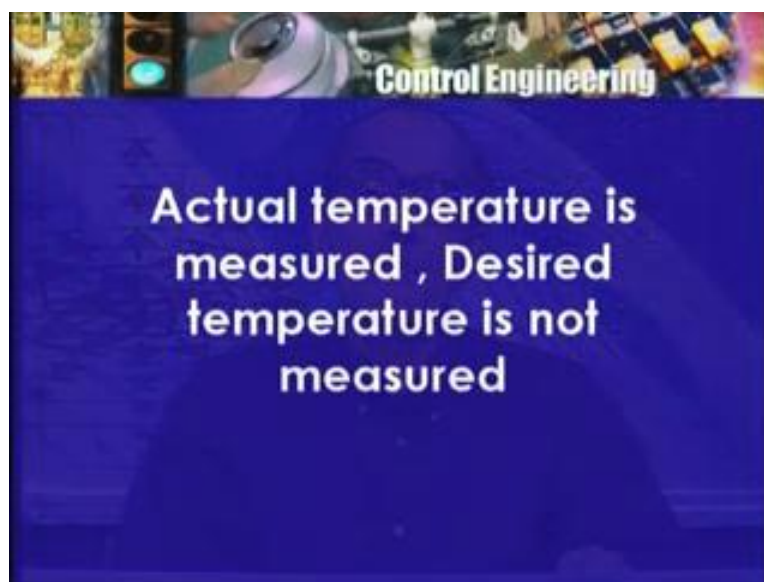 Control Engineering
Actual temperature is
measured , Desired
temperature is not
measured